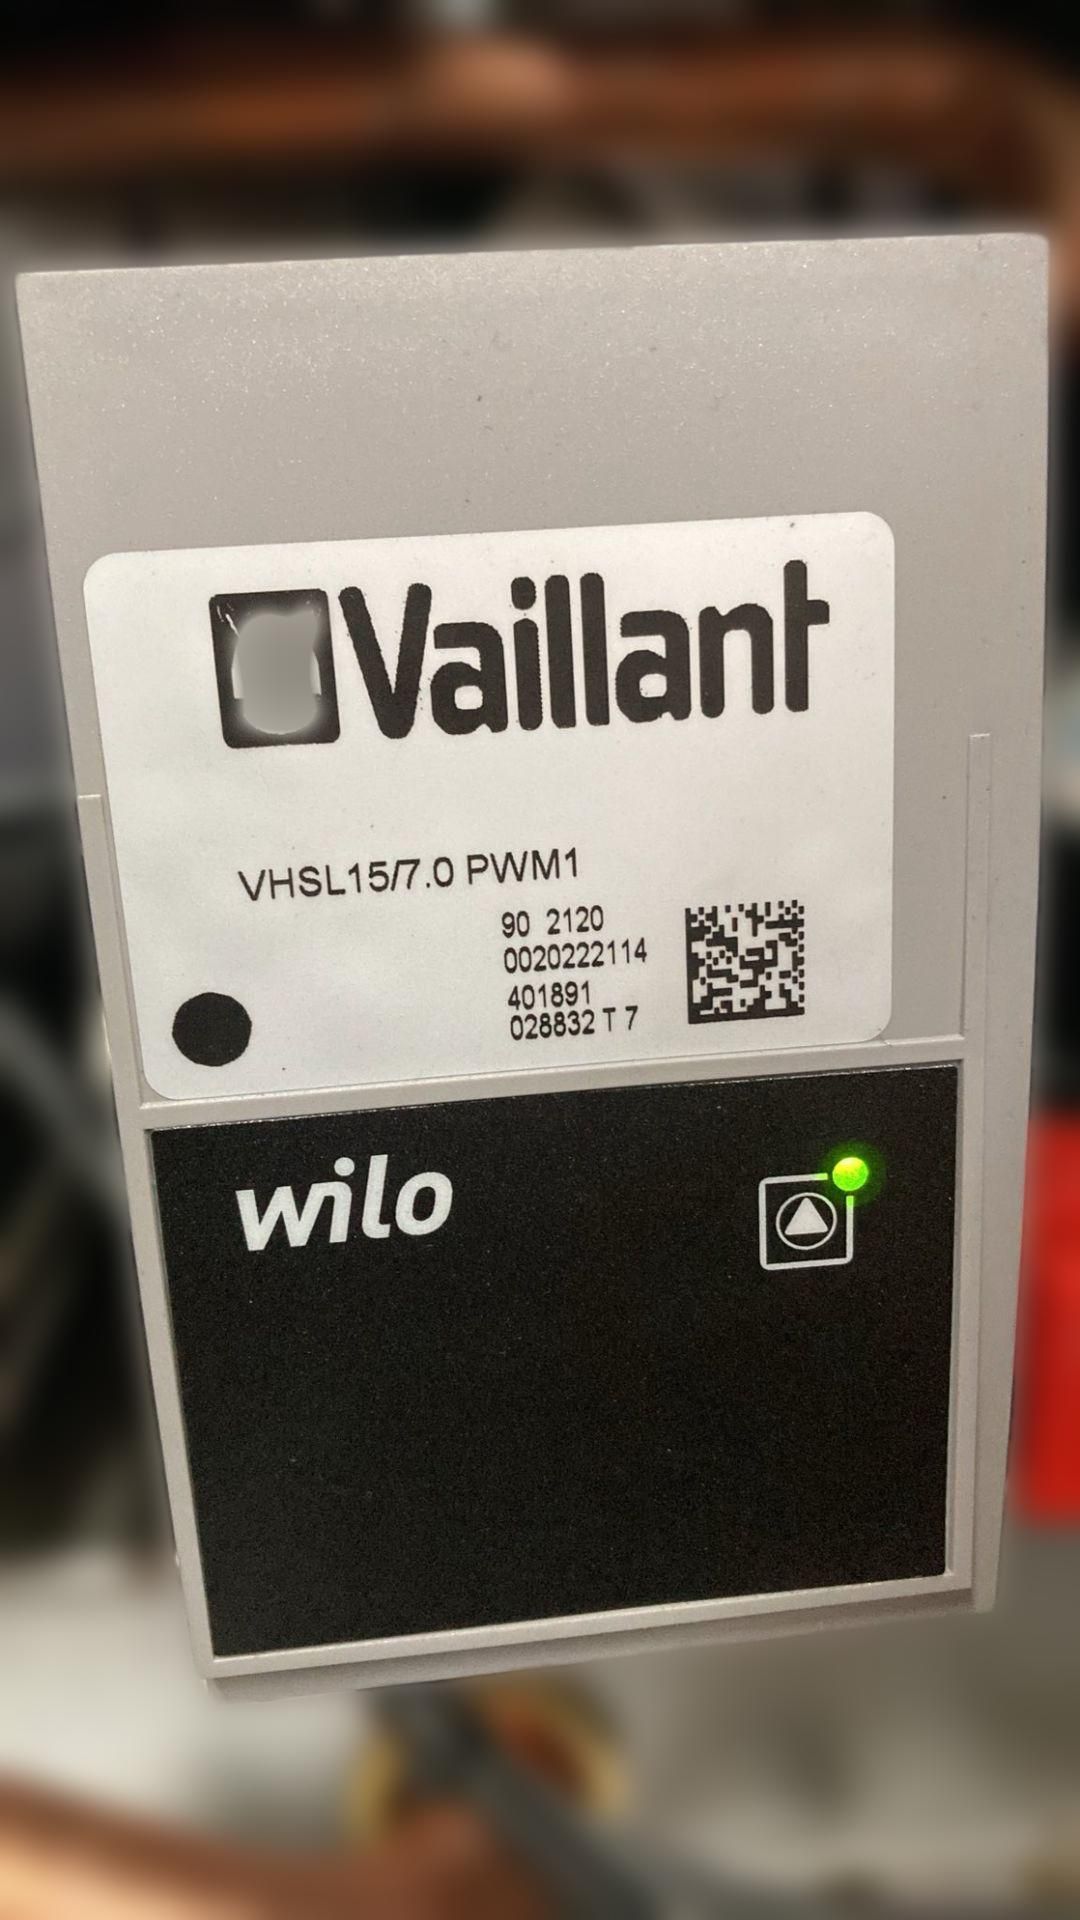 Vaillant
VHSL15/7.0 PWM1
90 2120
0020222114
401891
028832 T 7
wilo